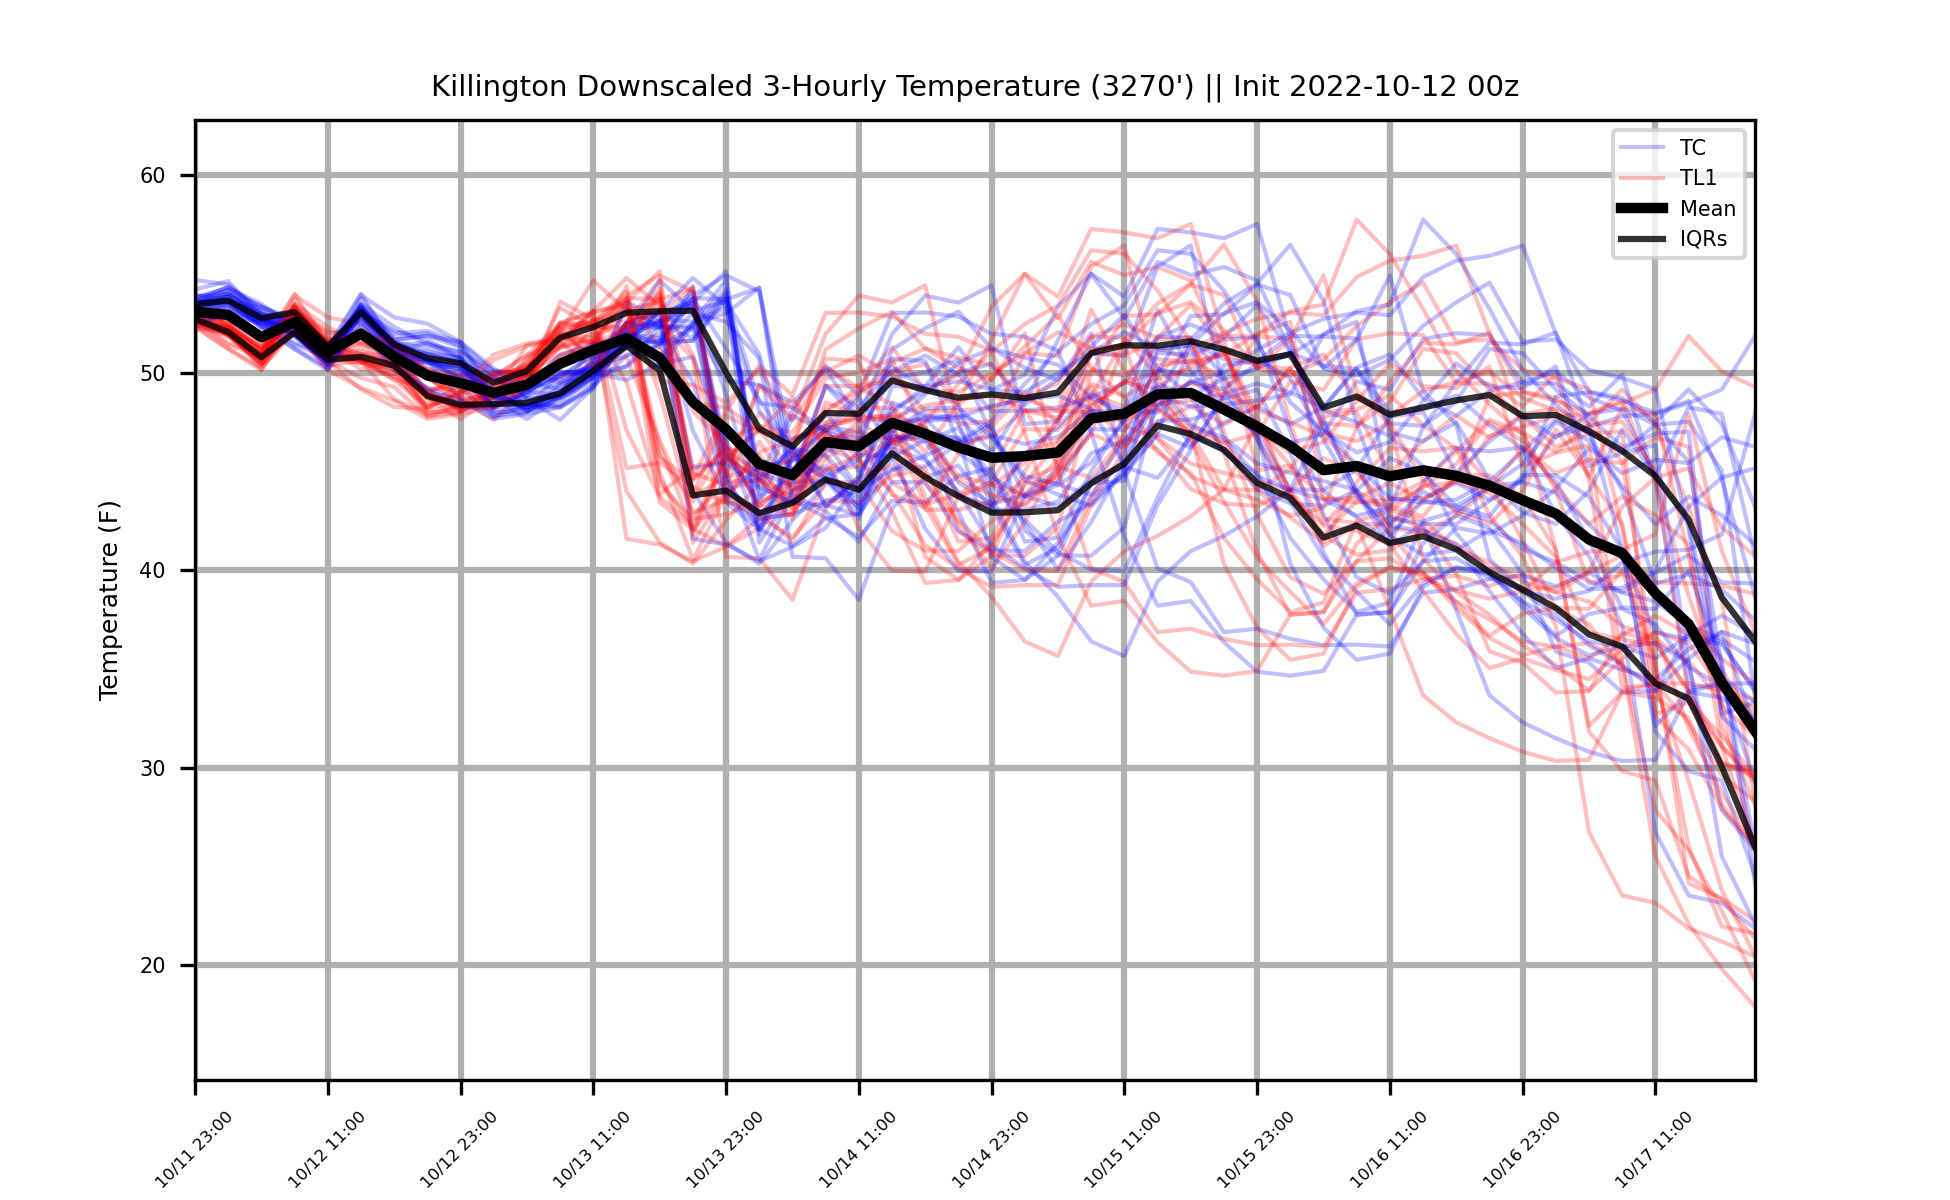 Killington Downscaled 3-Hourly Temperature (3270') || Init 2022-10-12 00z
TC
TL1
Mean
IQRs
Temperature (F)
60
50
40
30
20
10/11 23:00
10/12 11:00
10/12 23:00
10/13 11:00
10/13 23:00
10/14 11:00
10/14 23:00
10/15 11:00
10/15 23:00
10/16 11:00
10/16 23:00
10/17 11:00